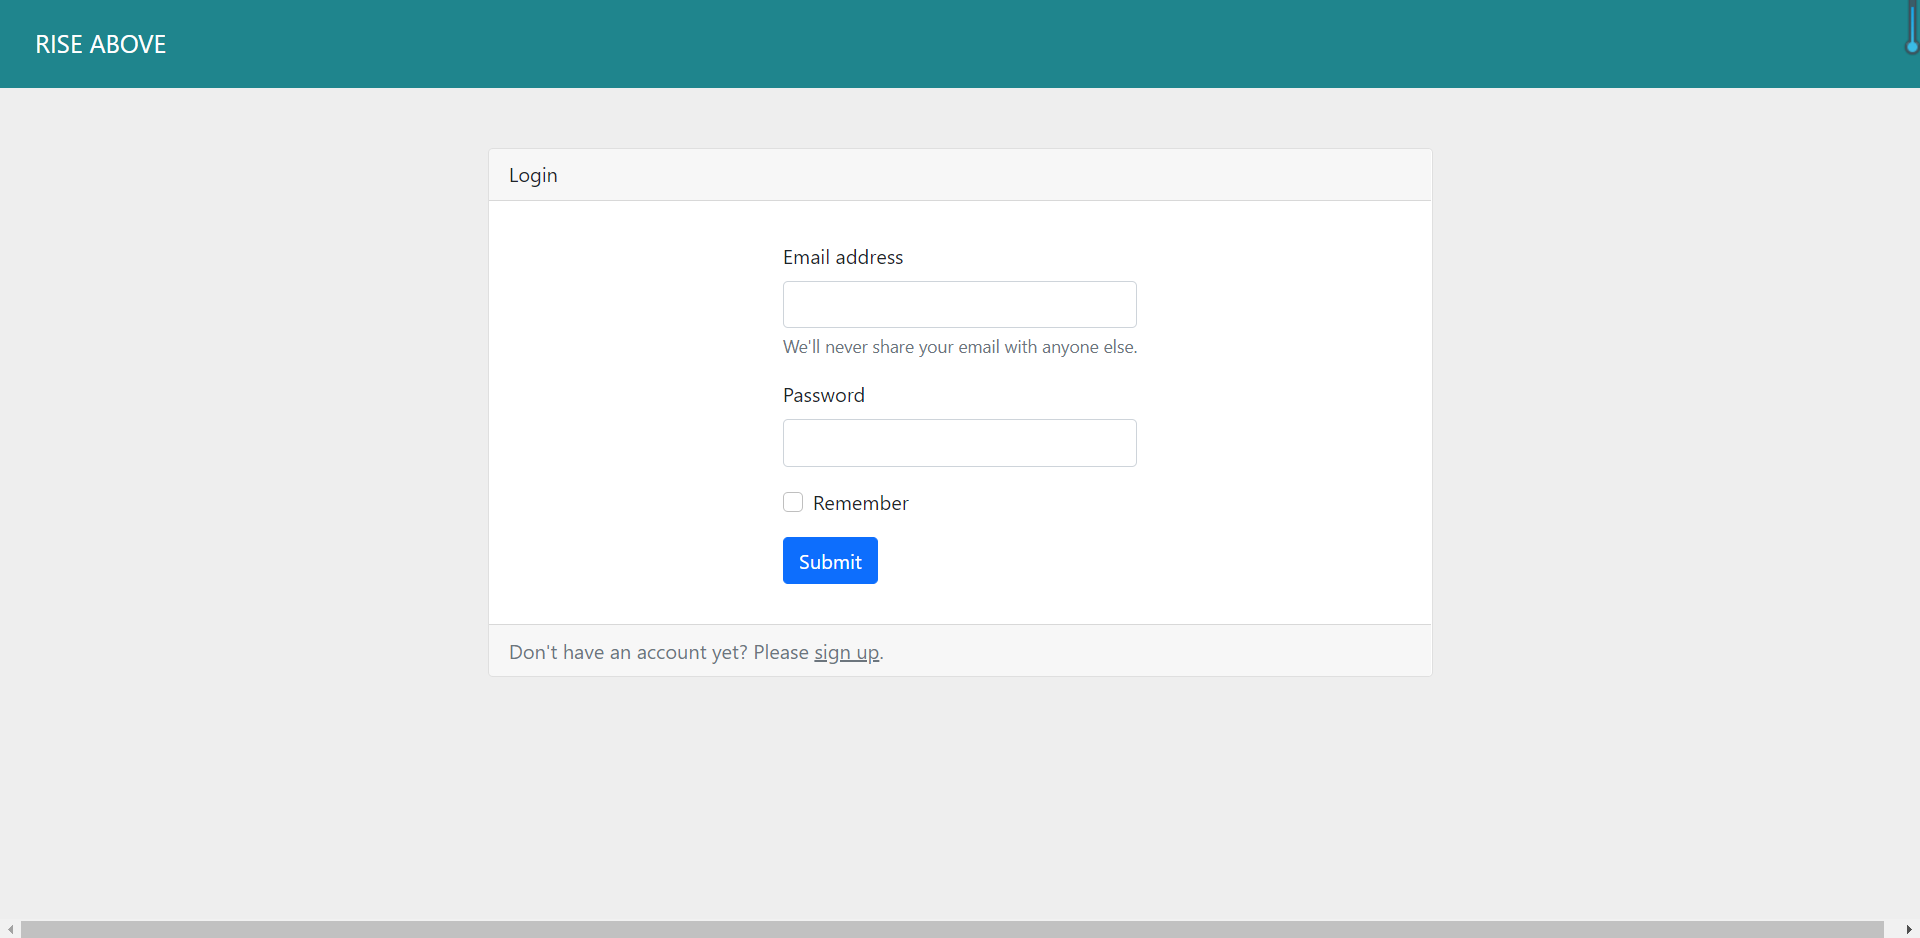 RISE ABOVE
Login
Email address
We'll never share your email with anyone else.
Password
Remember
Submit
Don't have an account yet? Please sign up.